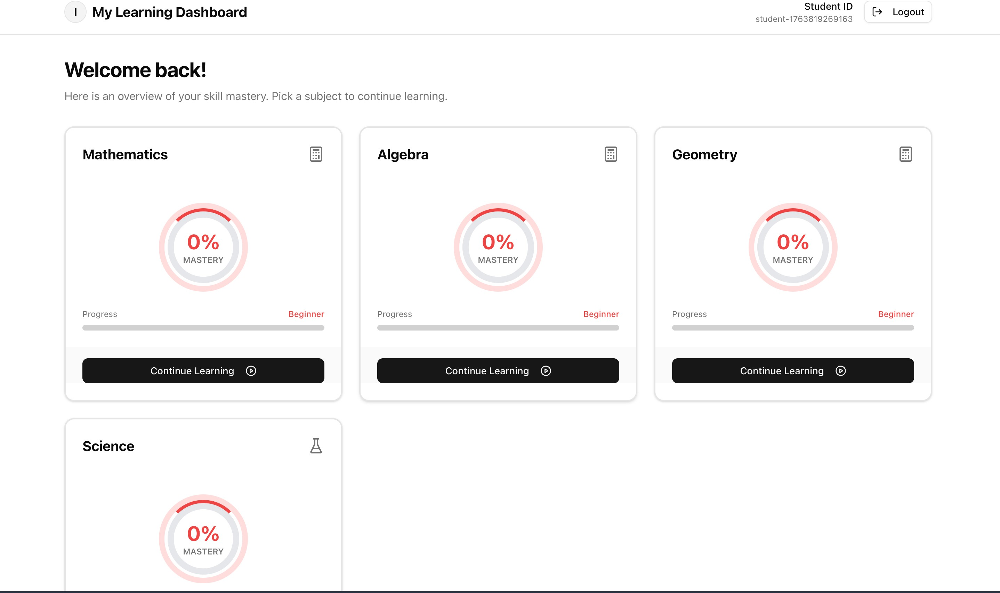 I My Learning Dashboard
Student ID
student-1763819269163
Logout
Welcome back!
Here is an overview of your skill mastery. Pick a subject to continue learning.
Mathematics
0%
MASTERY
Progress Beginner
Continue Learning
Algebra
0%
MASTERY
Progress Beginner
Continue Learning
Geometry
0%
MASTERY
Progress Beginner
Continue Learning
Science
0%
MASTERY